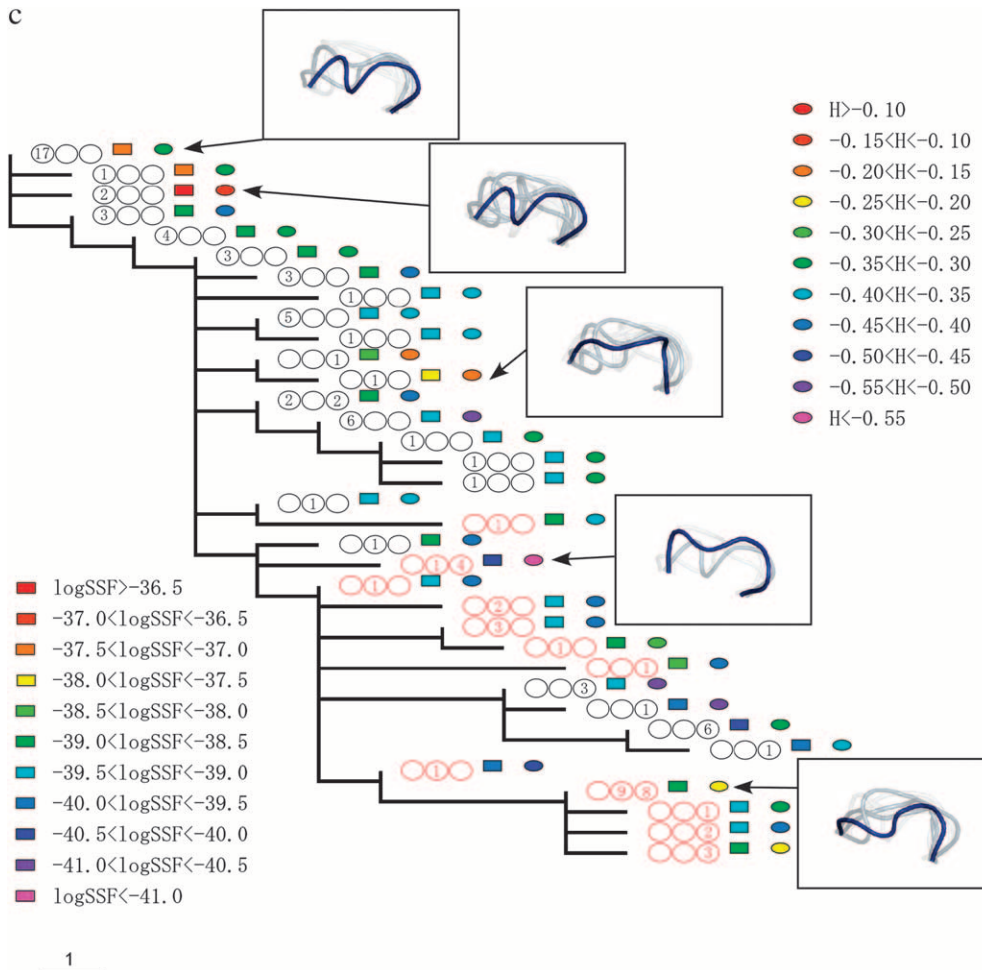 c
17
1
2
3
4
3
3
1
5
1
1
1
2 2
6
1
1
1
1
1
1
1 4
1
2
3
1
1
3
1
6
1
1
9 8
1
2
3
H>-0.10
-0.15<H<-0.10
-0.20<H<-0.15
-0.25<H<-0.20
-0.30<H<-0.25
-0.35<H<-0.30
-0.40<H<-0.35
-0.45<H<-0.40
-0.50<H<-0.45
-0.55<H<-0.50
H<-0.55
logSSF>-36.5
-37.0<logSSF<-36.5
-37.5<logSSF<-37.0
-38.0<logSSF<-37.5
-38.5<logSSF<-38.0
-39.0<logSSF<-38.5
-39.5<logSSF<-39.0
-40.0<logSSF<-39.5
-40.5<logSSF<-40.0
-41.0<logSSF<-40.5
logSSF<-41.0
1